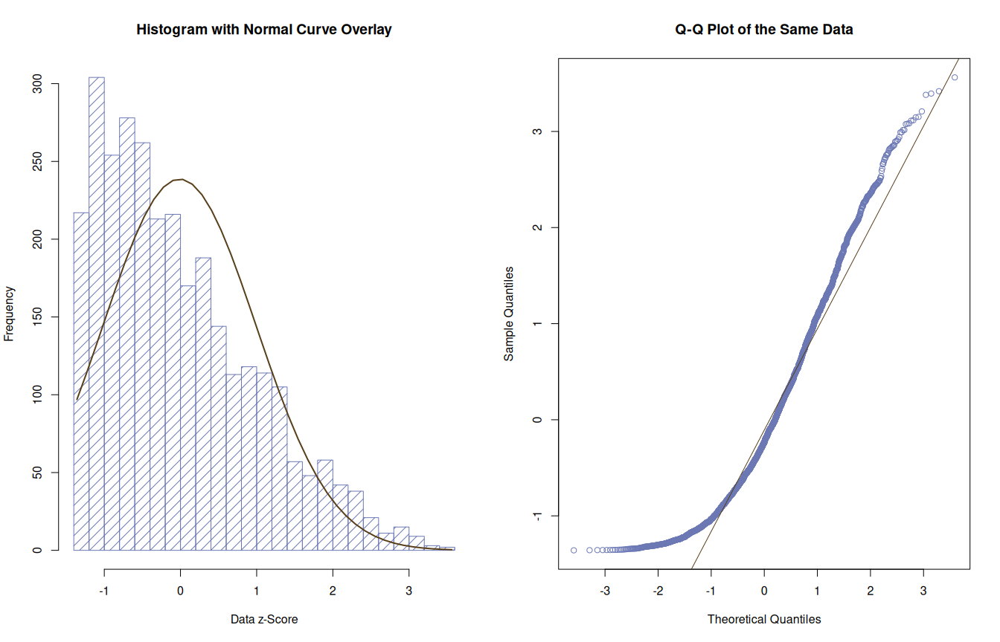 Histogram with Normal Curve Overlay
Frequency
300
250
200
150
100
50
0
-1 0 1 2 3
Data z-Score
Q-Q Plot of the Same Data
Sample Quantiles
3
2
1
0
-1
-3 -2 -1 0 1 2 3
Theoretical Quantiles